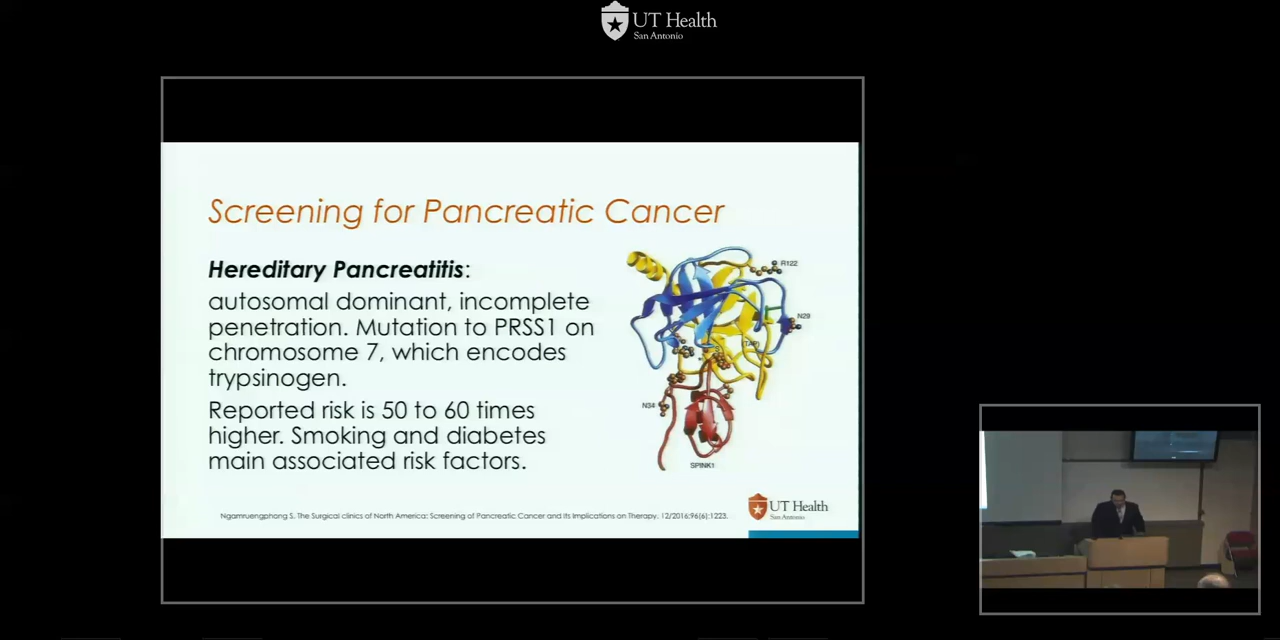 UT Health
San Antonio
Screening for Pancreatic Cancer
Hereditary Pancreatitis:
autosomal dominant, incomplete
penetration. Mutation to PRSS1 on
chromosome 7, which encodes
trypsinogen.
Reported risk is 50 to 60 times
higher. Smoking and diabetes
main associated risk factors.
R122
N29
(TAP)
N34
SPINK1
Ngamruengphong S. The Surgical clinics of North America: Screening of Pancreatic Cancer and Its Implications on Therapy. 12/2016;96(6):1223.
UT Health
San Antonio